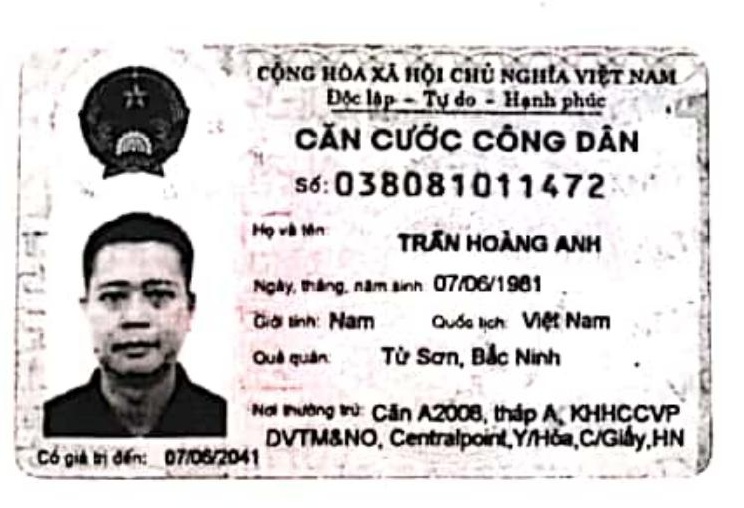 CỘNG HÒA XÃ HỘI CHỦ NGHĨA VIỆT NAM
Độc lập - Tự do - Hạnh phúc
CĂN CƯỚC CÔNG DÂN
Số: 038081011472
Họ và tên
TRẦN HOÀNG ANH
Ngày, tháng, năm sinh 07/06/1981
Giới tính: Nam Quốc tịch: Việt Nam
Quê quán: Từ Sơn, Bắc Ninh
Nơi thường trú: Căn A2008, tháp A, KHHCCVP
DVTM&NO, Centralpoint,Y/Hòa,C/Giấy,HN
Có giá trị đến: 07/06/2041